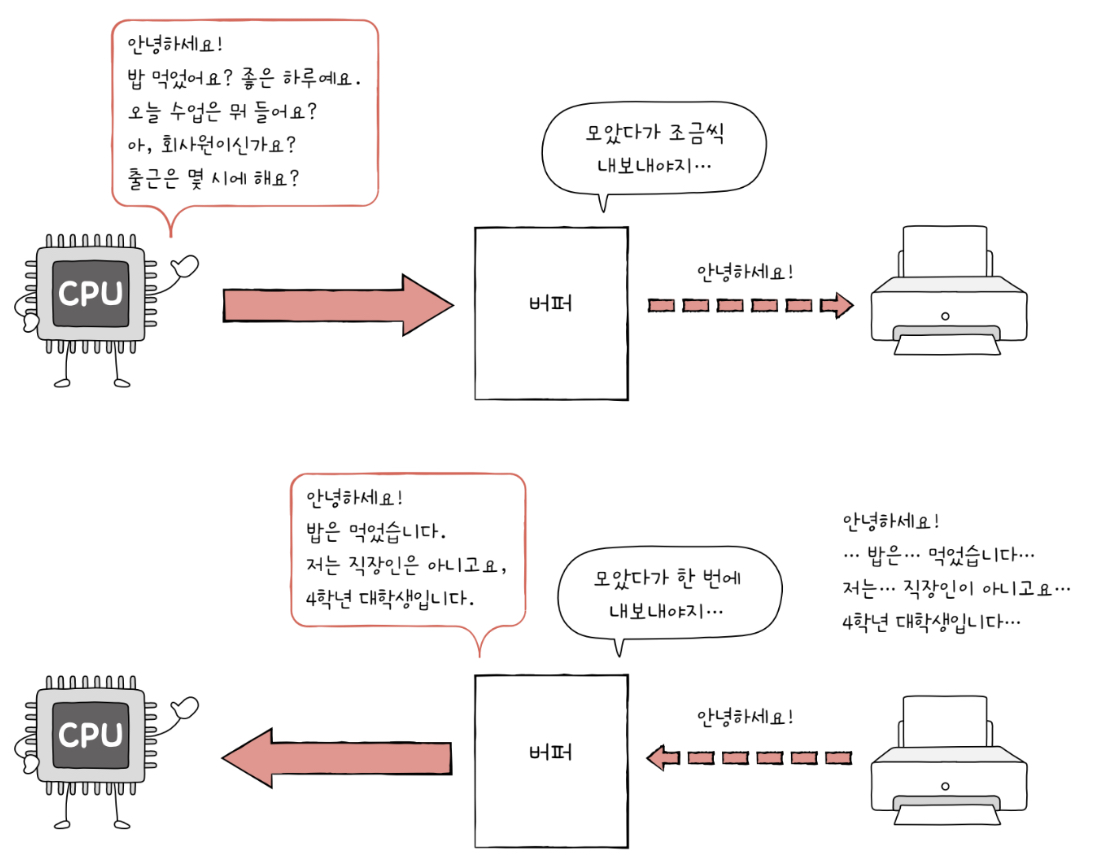 안녕하세요!
밥 먹었어요? 좋은 하루예요.
오늘 수업은 뭐 들어요?
아, 회사원이신가요?
출근은 몇 시에 해요?
모았다가 조금씩
내보내야지…
CPU
버퍼
안녕하세요!
안녕하세요!
밥은 먹었습니다.
저는 직장인은 아니고요,
4학년 대학생입니다.
모았다가 한 번에
내보내야지…
안녕하세요!
… 밥은… 먹었습니다…
저는… 직장인이 아니고요…
4학년 대학생입니다…
CPU
버퍼
안녕하세요!